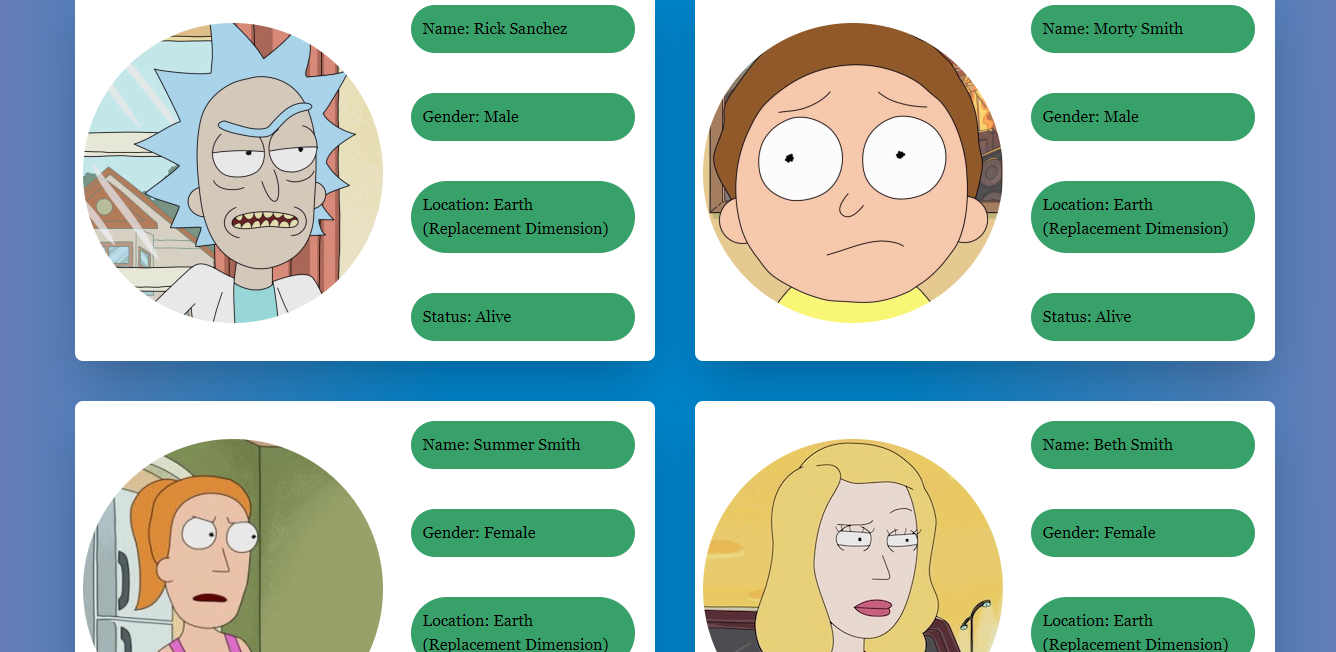 Name: Rick Sanchez
Gender: Male
Location: Earth
(Replacement Dimension)
Status: Alive
Name: Morty Smith
Gender: Male
Location: Earth
(Replacement Dimension)
Status: Alive
Name: Summer Smith
Gender: Female
Location: Earth
(Replacement Dimension)
Name: Beth Smith
Gender: Female
Location: Earth
(Replacement Dimension)